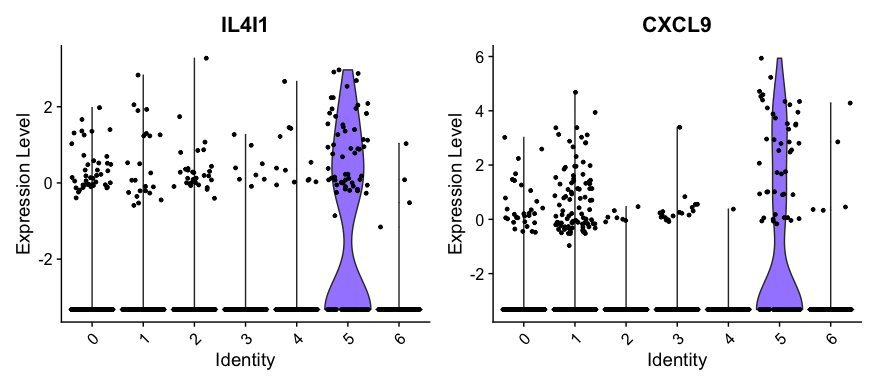 IL4I1
CXCL9
Expression Level
2
0
-2
0 1 2 3 4 5 6
Identity
Expression Level
6
4
2
0
-2
0 1 2 3 4 5 6
Identity